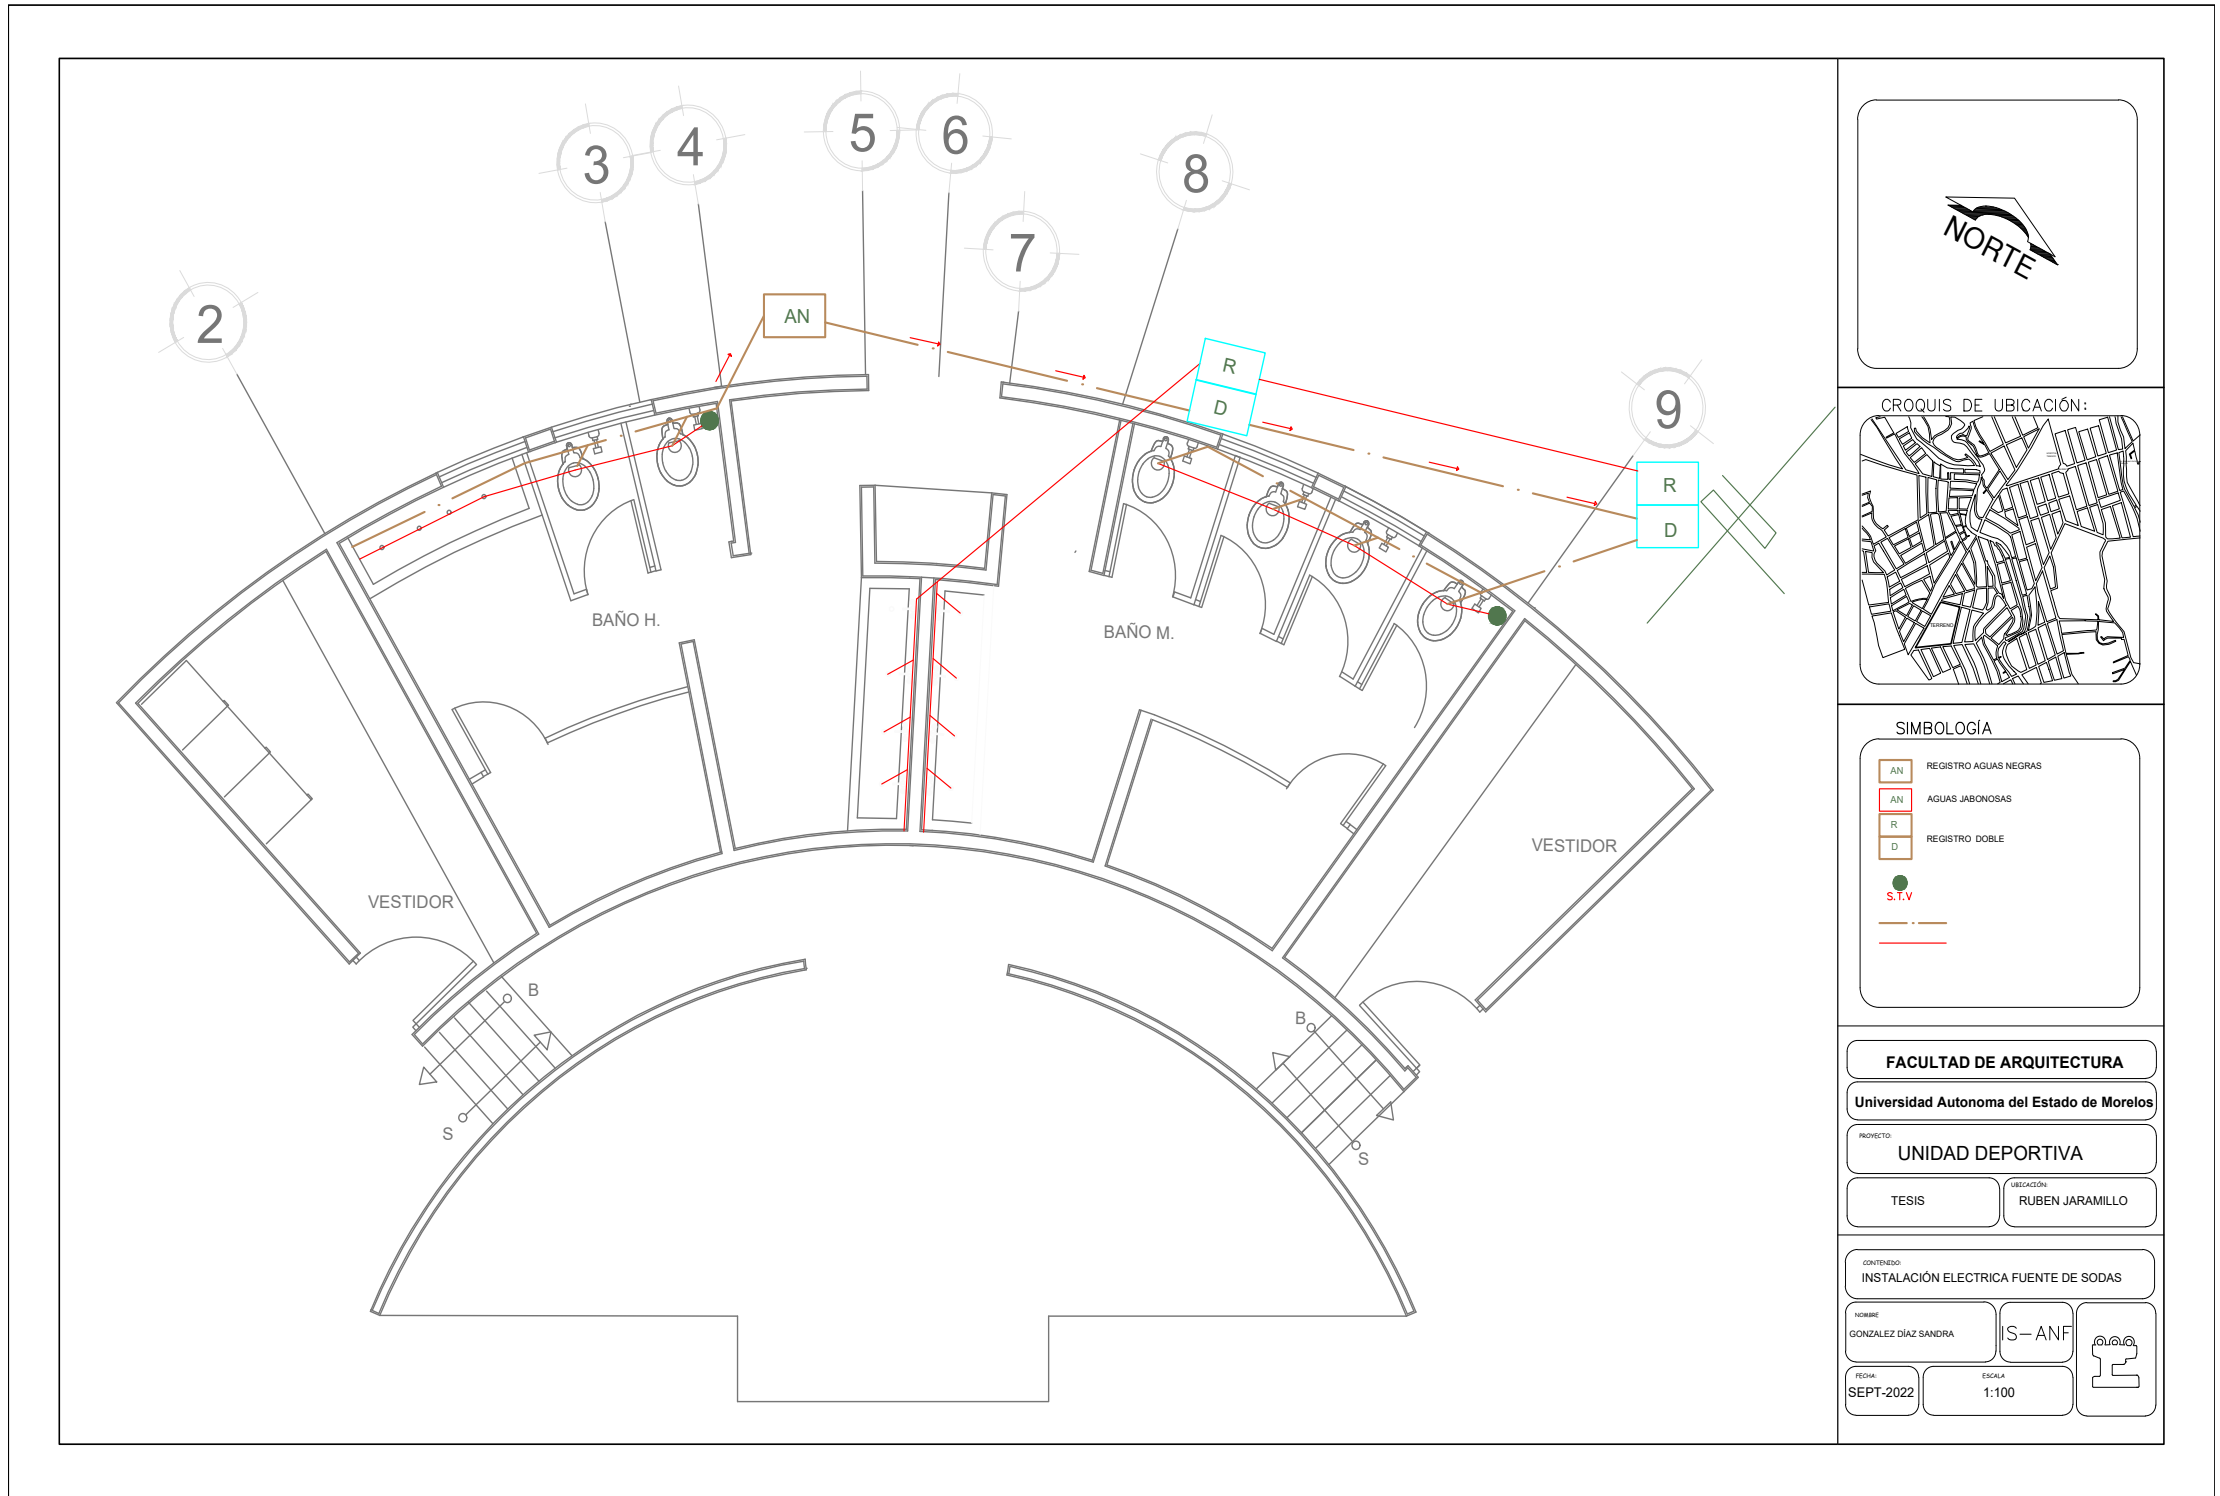 3
4
5
6
8
7
2
9
AN
R
D
R
D
BAÑO H.
BAÑO M.
VESTIDOR
VESTIDOR
B
S
B
S
NORTE
CROQUIS DE UBICACIÓN:
TERRENO
SIMBOLOGÍA
AN REGISTRO AGUAS NEGRAS
AN AGUAS JABONOSAS
R
D REGISTRO DOBLE
S.T.V
FACULTAD DE ARQUITECTURA
Universidad Autonoma del Estado de Morelos
PROYECTO:
UNIDAD DEPORTIVA
TESIS
UBICACIÓN:
RUBEN JARAMILLO
CONTENIDO:
INSTALACIÓN ELECTRICA FUENTE DE SODAS
NOMBRE
GONZALEZ DÍAZ SANDRA
IS-ANF
FECHA:
SEPT-2022
ESCALA
1:100